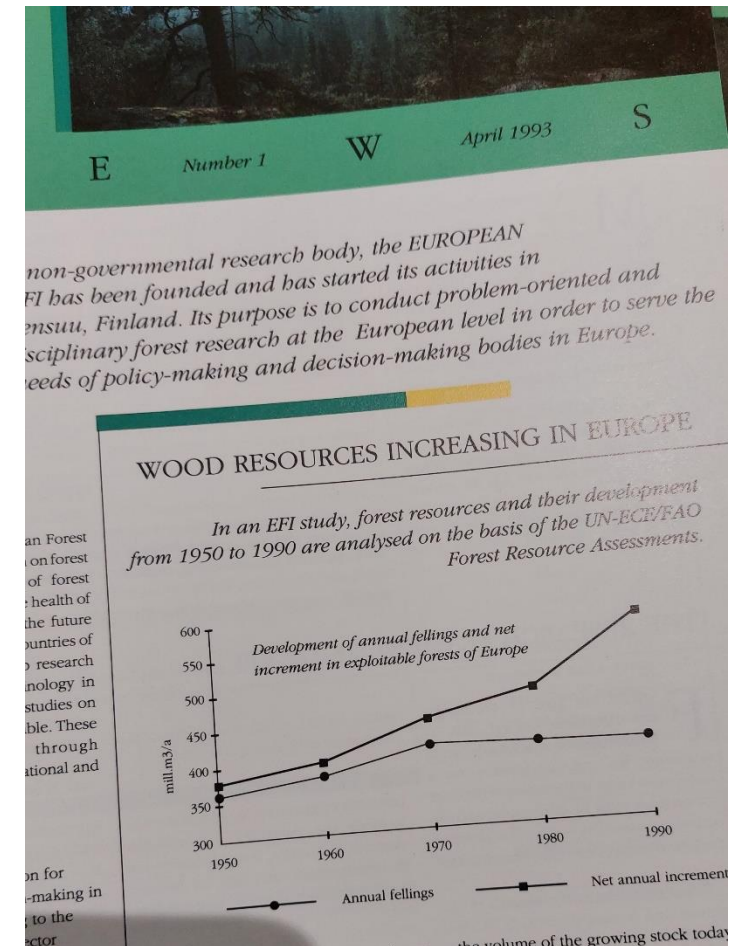 E Number 1 W April 1993 S
non-governmental research body, the EUROPEAN
FI has been founded and has started its activities in
ensuu, Finland. Its purpose is to conduct problem-oriented and
sciplinary forest research at the European level in order to serve the
eeds of policy-making and decision-making bodies in Europe.
WOOD RESOURCES INCREASING IN EUROPE
In an EFI study, forest resources and their development
from 1950 to 1990 are analysed on the basis of the UN-ECE/FAO
Forest Resource Assessments.
an Forest
on forest
of forest
health of
the future
ountries of
research
nology in
studies on
ble. These
through
ational and
on for
-making in
to the
ector
Development of annual fellings and net
increment in exploitable forests of Europe
mill.m3/a
600
550
500
450
400
350
300
1950 1960 1970 1980 1990
Annual fellings Net annual increment
the volume of the growing stock today